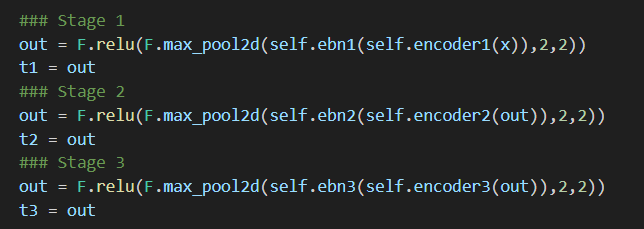 ### Stage 1
out = F.relu(F.max_pool2d(self.ebn1(self.encoder1(x)),2,2))
t1 = out
### Stage 2
out = F.relu(F.max_pool2d(self.ebn2(self.encoder2(out)),2,2))
t2 = out
### Stage 3
out = F.relu(F.max_pool2d(self.ebn3(self.encoder3(out)),2,2))
t3 = out